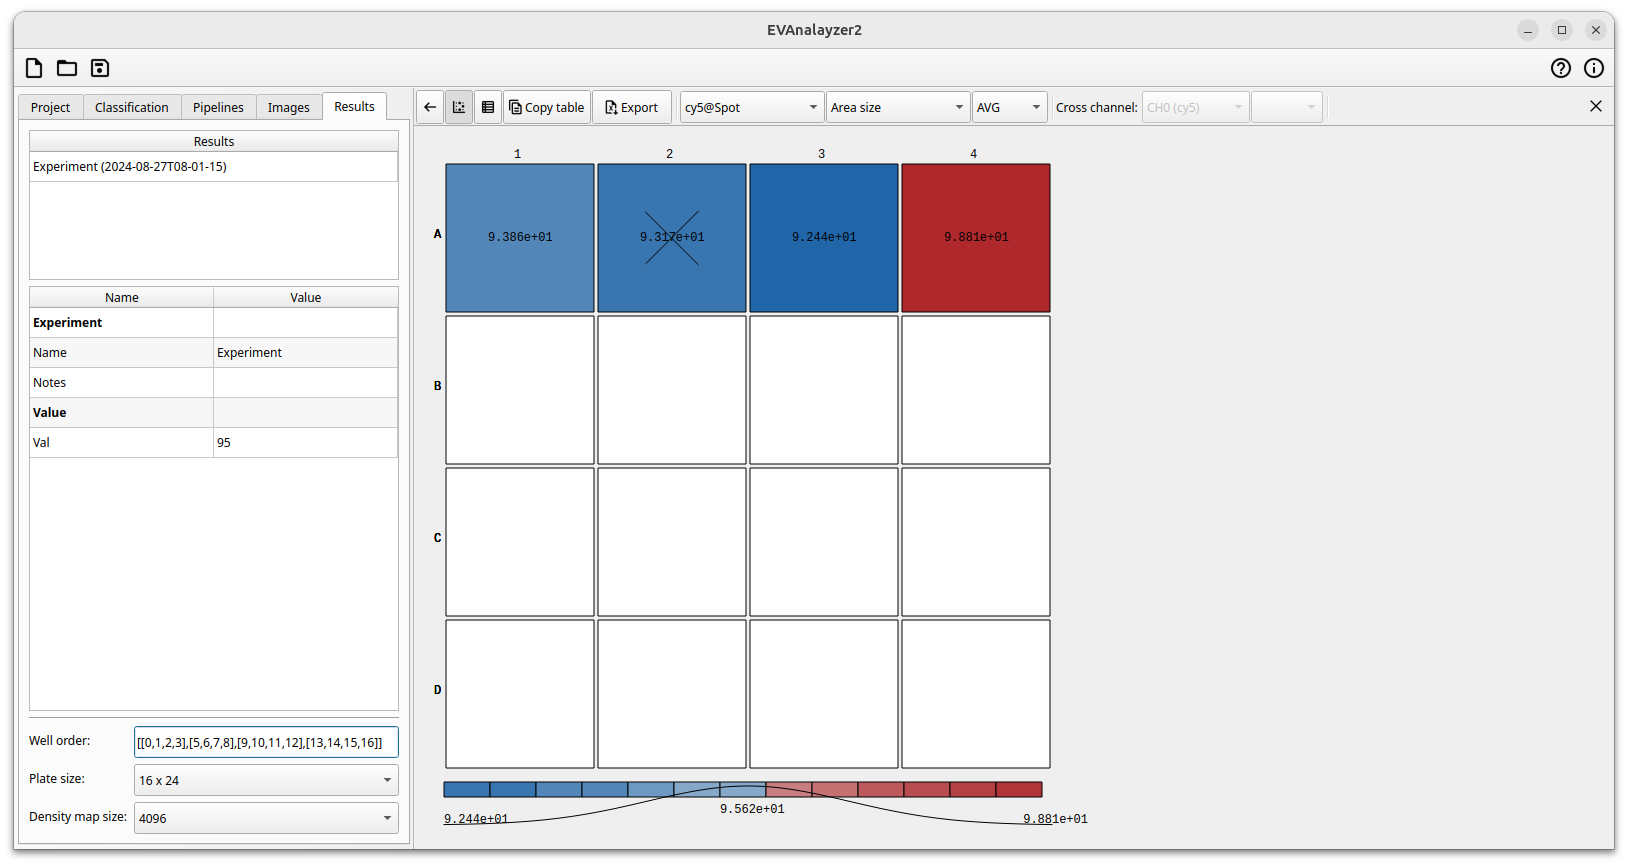 EVAnalayzer2
Project Classification Pipelines Images Results
Copy table Export cy5@Spot Area size AVG Cross channel: CH0 (cy5)
Results
Experiment (2024-08-27T08-01-15)
Name Value
Experiment
Name Experiment
Notes
Value
Val 95
Well order: [[0,1,2,3],[5,6,7,8],[9,10,11,12],[13,14,15,16]]
Plate size: 16 x 24
Density map size: 4096
1 2 3 4
A 9.386e+01 9.317e+01 9.244e+01 9.881e+01
B
C
D
9.562e+01
9.244e+01 9.881e+01